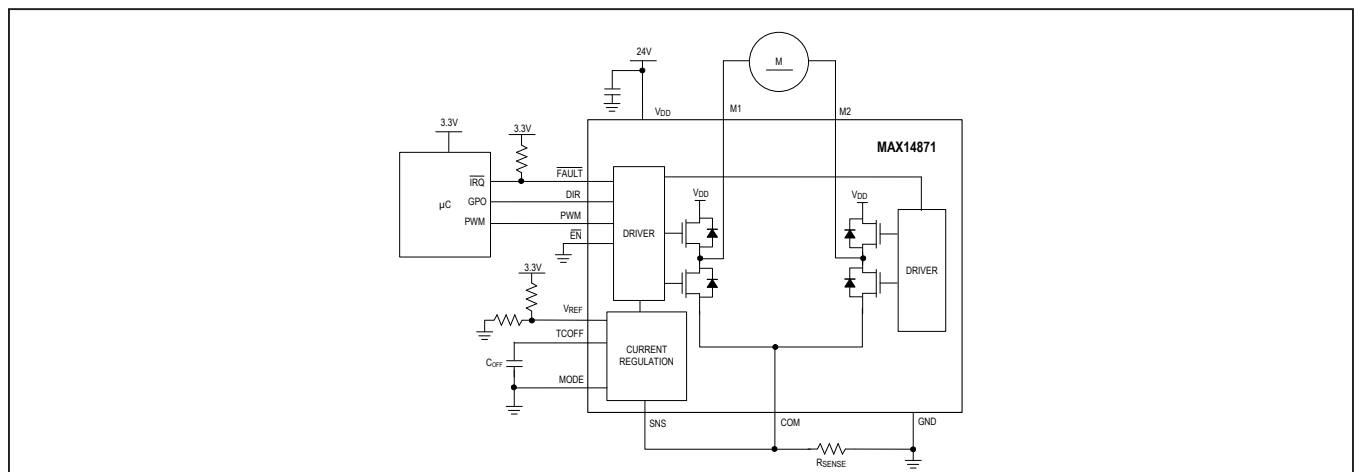 24V
M
VDD
M1
M2
MAX14871
3.3V
3.3V
µC
IRQ
GPO
PWM
FAULT
DIR
PWM
EN
DRIVER
VDD
VDD
DRIVER
3.3V
VREF
TCOFF
COFF
MODE
CURRENT
REGULATION
SNS
COM
GND
RSENSE